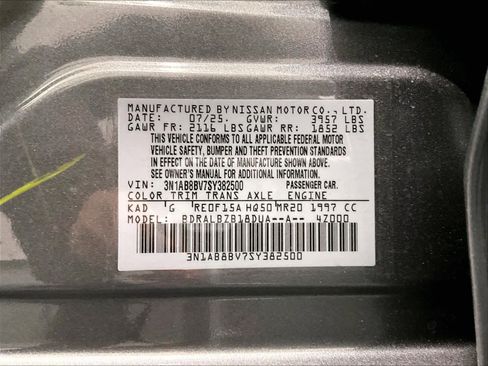 MANUFACTURED BY NISSAN MOTOR CO., LTD.
DATE: 07/25. GVWR: 3957 LBS
GAWR FR: 2116 LBS GAWR RR: 1852 LBS
THIS VEHICLE CONFORMS TO ALL APPLICABLE FEDERAL MOTOR
VEHICLE SAFETY, BUMPER AND THEFT PREVENTION STANDARDS
IN EFFECT ON THE DATE OF MANUFACTURE SHOWN ABOVE.
SEE OWNER'S MANUAL FOR ADDITIONAL INFORMATION.
VIN: 3N1AB8BV7SY382500 PASSENGER CAR.
COLOR TRIM TRANS AXLE ENGINE
KAD G RE0F15A HQ50 MR20 1997 CC
MODEL: BDRALBZB18DUA--A-- 4Z000
3N1AB8BV7SY382500